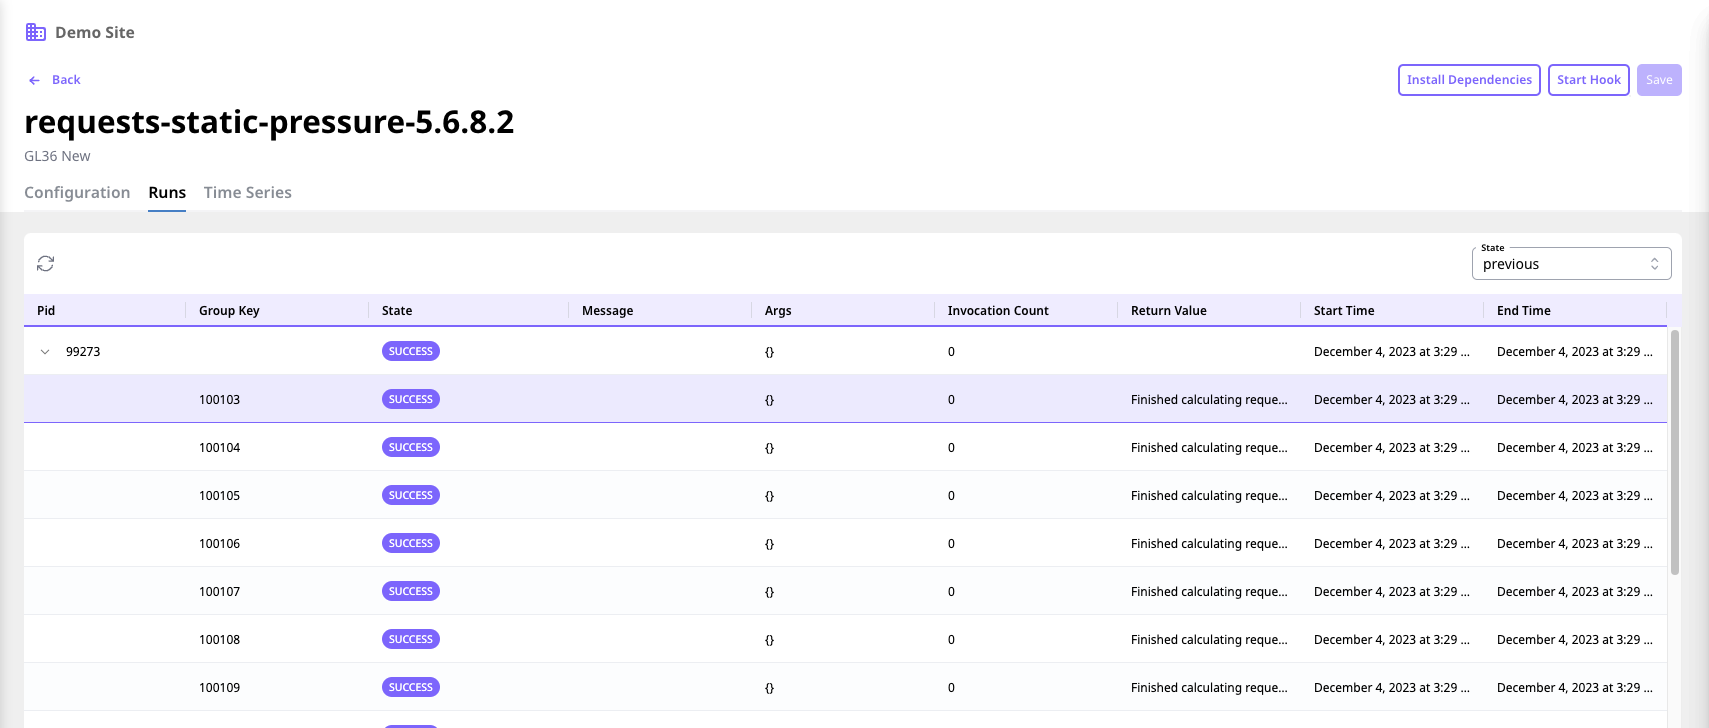 Demo Site
Back
Install Dependencies Start Hook Save
requests-static-pressure-5.6.8.2
GL36 New
Configuration Runs Time Series
State
previous
Pid Group Key State Message Args Invocation Count Return Value Start Time End Time
99273 SUCCESS {} 0 December 4, 2023 at 3:29 ... December 4, 2023 at 3:29 ...
100103 SUCCESS {} 0 Finished calculating reque... December 4, 2023 at 3:29 ... December 4, 2023 at 3:29 ...
100104 SUCCESS {} 0 Finished calculating reque... December 4, 2023 at 3:29 ... December 4, 2023 at 3:29 ...
100105 SUCCESS {} 0 Finished calculating reque... December 4, 2023 at 3:29 ... December 4, 2023 at 3:29 ...
100106 SUCCESS {} 0 Finished calculating reque... December 4, 2023 at 3:29 ... December 4, 2023 at 3:29 ...
100107 SUCCESS {} 0 Finished calculating reque... December 4, 2023 at 3:29 ... December 4, 2023 at 3:29 ...
100108 SUCCESS {} 0 Finished calculating reque... December 4, 2023 at 3:29 ... December 4, 2023 at 3:29 ...
100109 SUCCESS {} 0 Finished calculating reque... December 4, 2023 at 3:29 ... December 4, 2023 at 3:29 ...